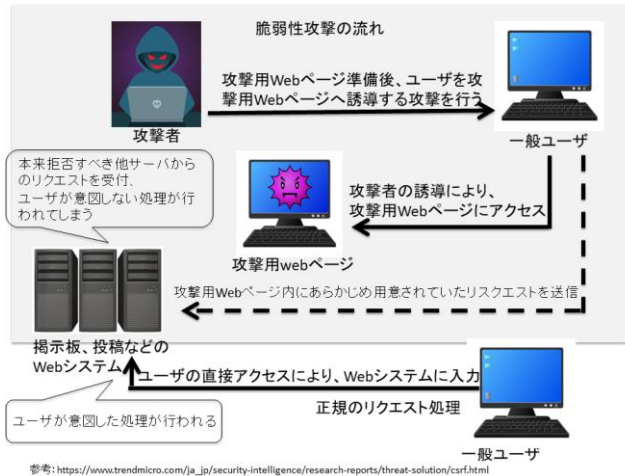 脆弱性攻撃の流れ
攻撃用Webページ準備後、ユーザを攻
撃用Webページへ誘導する攻撃を行う
攻撃者
一般ユーザ
本来拒否すべき他サーバから
のリクエストを受付、
ユーザが意図しない処理が行
われてしまう
攻撃者の誘導により、
攻撃用Webページにアクセス
攻撃用webページ
攻撃用Webページ内にあらかじめ用意されていたリスクエストを送信
掲示板、投稿などの
Webシステム
ユーザの直接アクセスにより、Webシステムに入力
ユーザが意図した処理が行われる
正規のリクエスト処理
一般ユーザ
参考：https://www.trendmicro.com/ja_jp/security-intelligence/research-reports/threat-solution/csrf.html